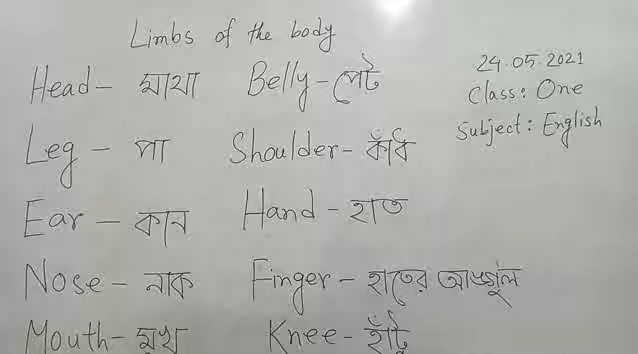 Limbs of the body
24.05.2021
Class: One
Subject: English
Head - মাথা Belly - পেট
Leg - পা Shoulder - কাঁধ
Ear - কান Hand - হাত
Nose - নাক Finger - হাতের আঙ্গুল
Mouth - মুখ Knee - হাঁটু